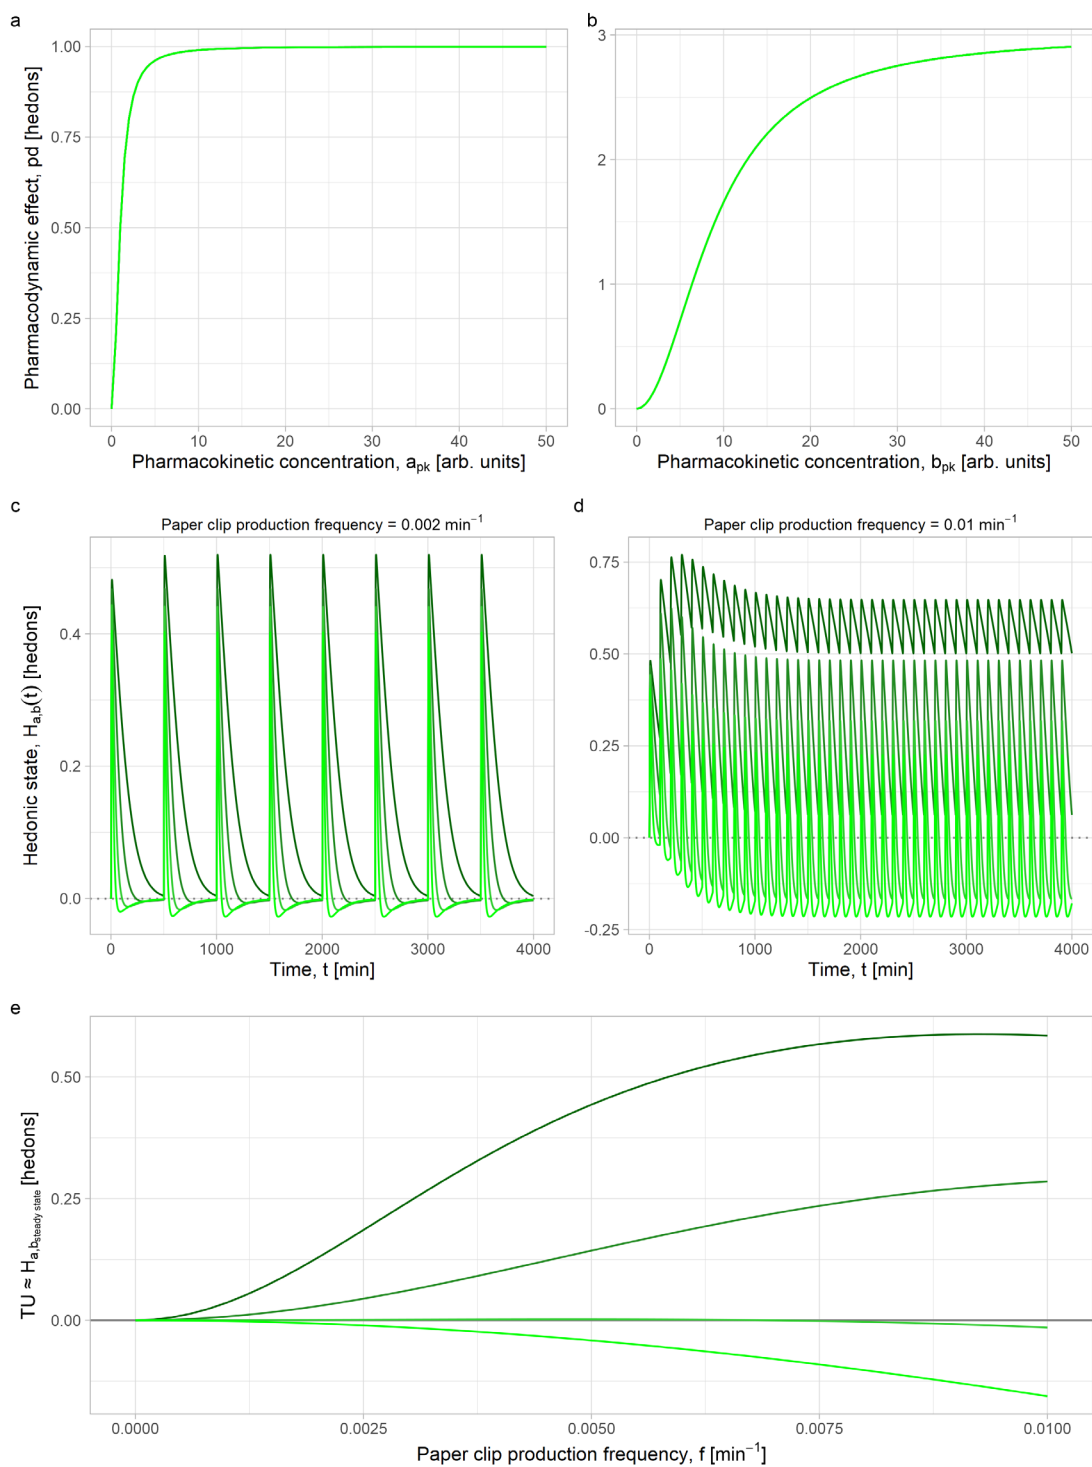 a
1.00
0.75
0.50
0.25
0.00
Pharmacodynamic effect, pd [hedons]
0 10 20 30 40 50
Pharmacokinetic concentration, a_pk [arb. units]
b
3
2
1
0
0 10 20 30 40 50
Pharmacokinetic concentration, b_pk [arb. units]
c
Paper clip production frequency = 0.002 min⁻¹
0.4
0.2
0.0
Hedonic state, H_a,b(t) [hedons]
0 1000 2000 3000 4000
Time, t [min]
d
Paper clip production frequency = 0.01 min⁻¹
0.75
0.50
0.25
0.00
-0.25
0 1000 2000 3000 4000
Time, t [min]
e
0.50
0.25
0.00
TU ≈ H_a,b_steady state [hedons]
0.0000 0.0025 0.0050 0.0075 0.0100
Paper clip production frequency, f [min⁻¹]